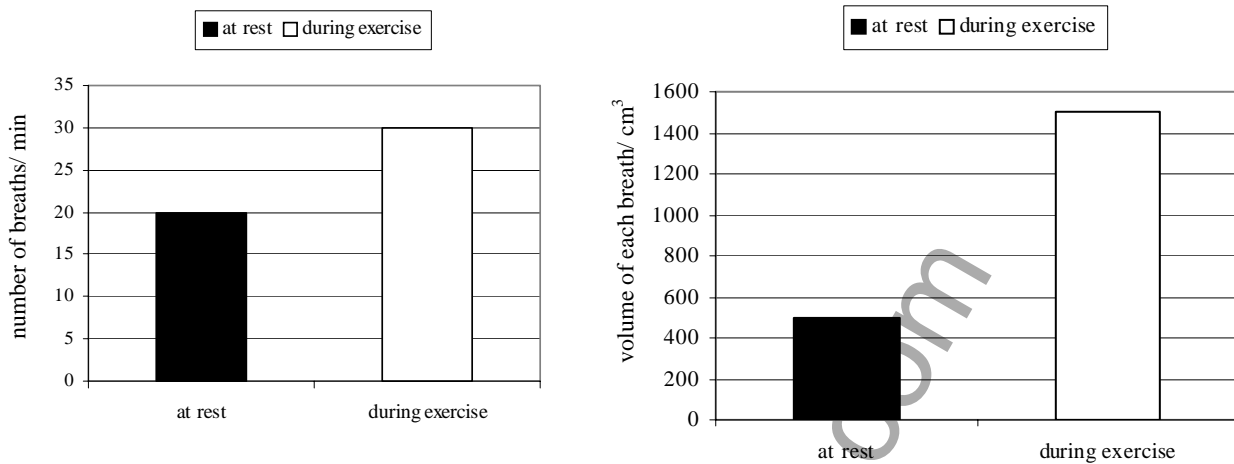 at rest during exercise
number of breaths/ min
35
30
25
20
15
10
5
0
at rest during exercise
at rest during exercise
volume of each breath/ cm³
1600
1400
1200
1000
800
600
400
200
0
at rest during exercise
com